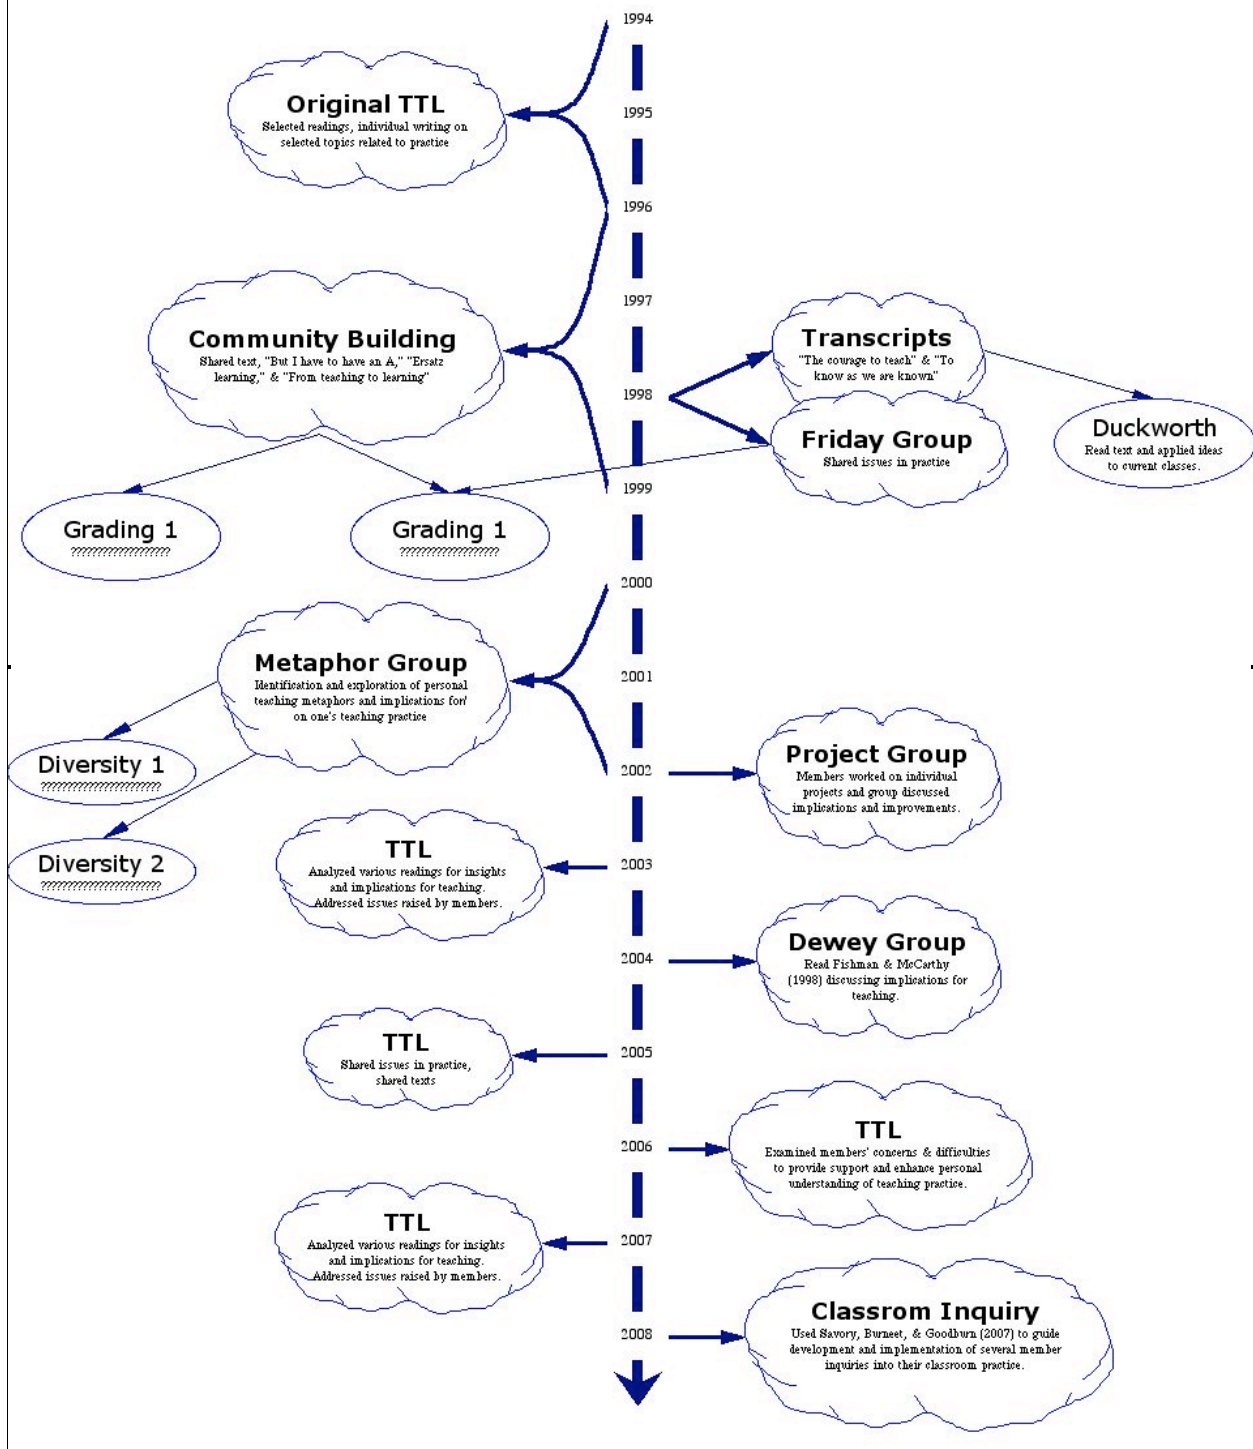 1994
Original TTL
Selected readings, individual writing on
selected topics related to practice
1995
1996
1997
Community Building
Shared text, "But I have to have an A," "Ersatz
learning," & "From teaching to learning"
Transcripts
"The courage to teach" & "To
know as we are known"
1998
Friday Group
Shared issues in practice
Duckworth
Read text and applied ideas
to current classes.
1999
Grading 1
???????????????????
Grading 1
???????????????????
2000
Metaphor Group
Identification and exploration of personal
teaching metaphors and implications for/
on one's teaching practice
2001
Diversity 1
???????????????????????
2002
Project Group
Members worked on individual
projects and group discussed
implications and improvements.
Diversity 2
???????????????????????
TTL
Analyzed various readings for insights
and implications for teaching.
Addressed issues raised by members.
2003
2004
Dewey Group
Read Fishman & McCarthy
(1998) discussing implications for
teaching.
TTL
Shared issues in practice,
shared texts
2005
2006
TTL
Examined members' concerns & difficulties
to provide support and enhance personal
understanding of teaching practice.
TTL
Analyzed various readings for insights
and implications for teaching.
Addressed issues raised by members.
2007
2008
Classrom Inquiry
Used Savory, Burneet, & Goodburn (2007) to guide
development and implementation of several member
inquiries into their classroom practice.